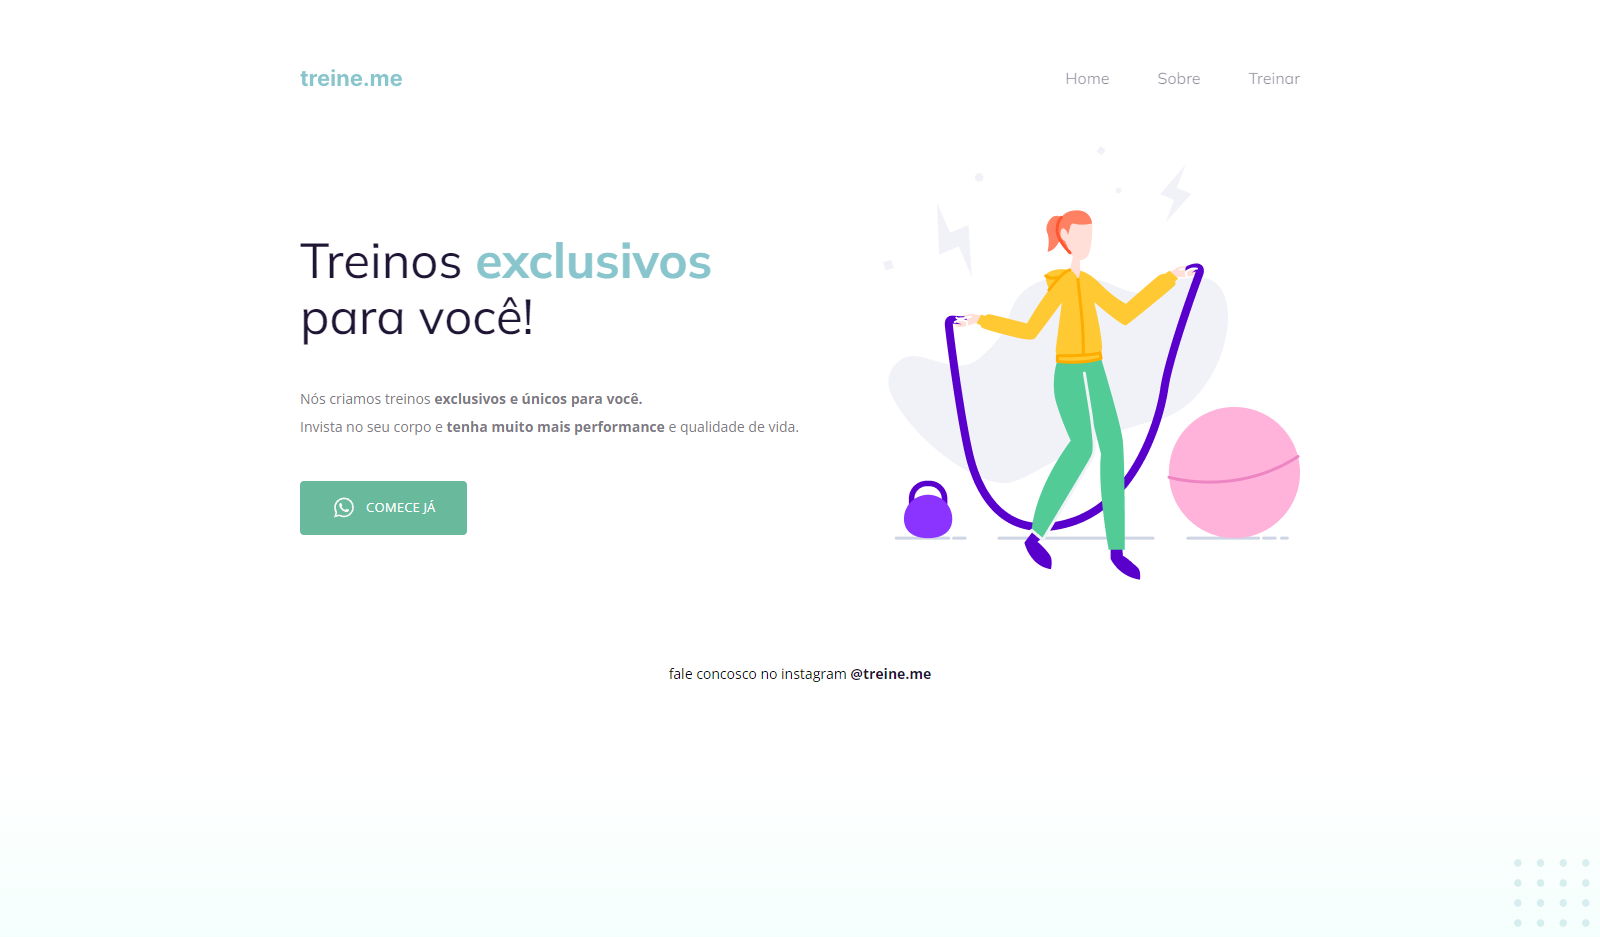 treine.me
Home Sobre Treinar
Treinos exclusivos
para você!
Nós criamos treinos exclusivos e únicos para você.
Invista no seu corpo e tenha muito mais performance e qualidade de vida.
COMECE JÁ
fale concosco no instagram @treine.me